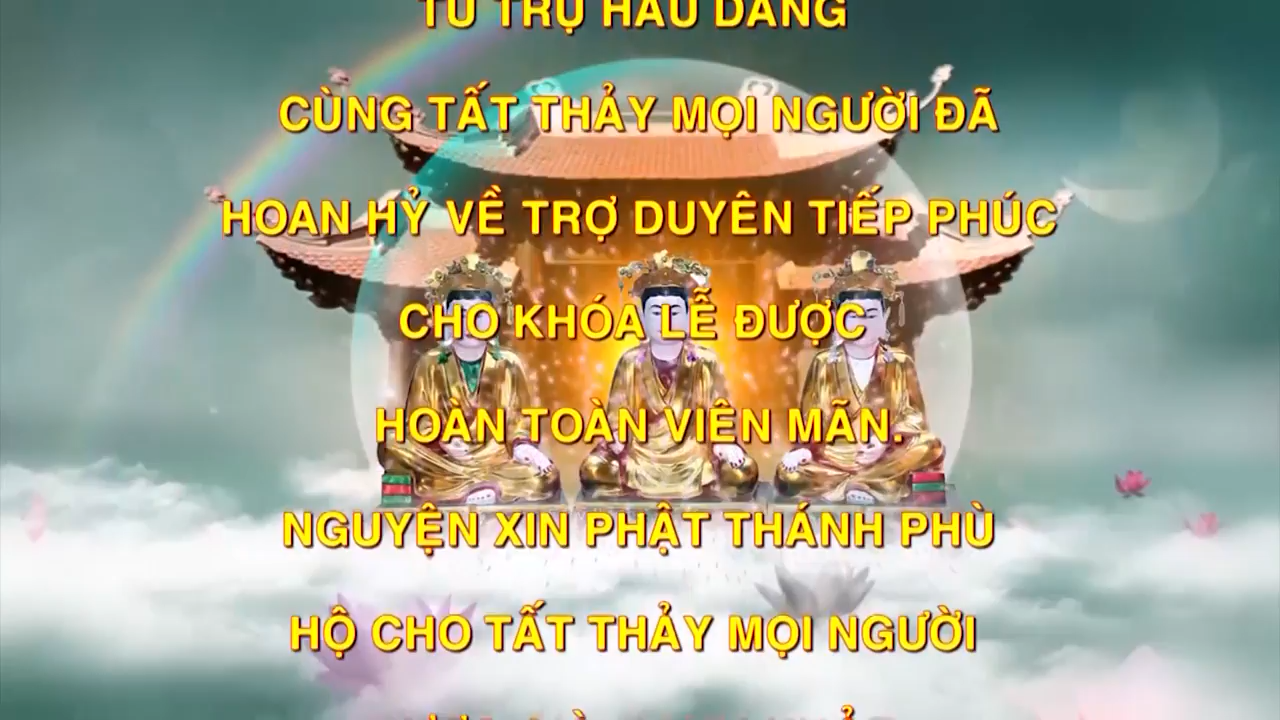 TỨ TRỤ HẦU DÂNG
CÙNG TẤT THẢY MỌI NGƯỜI ĐÃ
HOAN HỶ VỀ TRỢ DUYÊN TIẾP PHÚC
CHO KHÓA LỄ ĐƯỢC
HOÀN TOÀN VIÊN MÃN.
NGUYỆN XIN PHẬT THÁNH PHÙ
HỘ CHO TẤT THẢY MỌI NGƯỜI